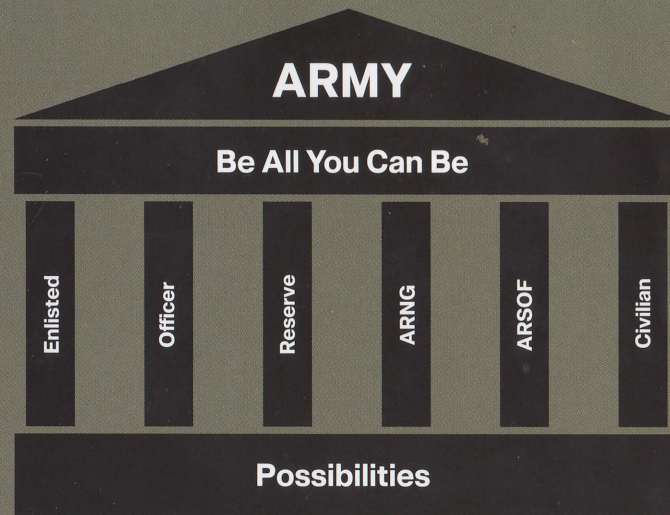 ARMY
Be All You Can Be
Enlisted
Officer
Reserve
ARNG
ARSOF
Civilian
Possibilities